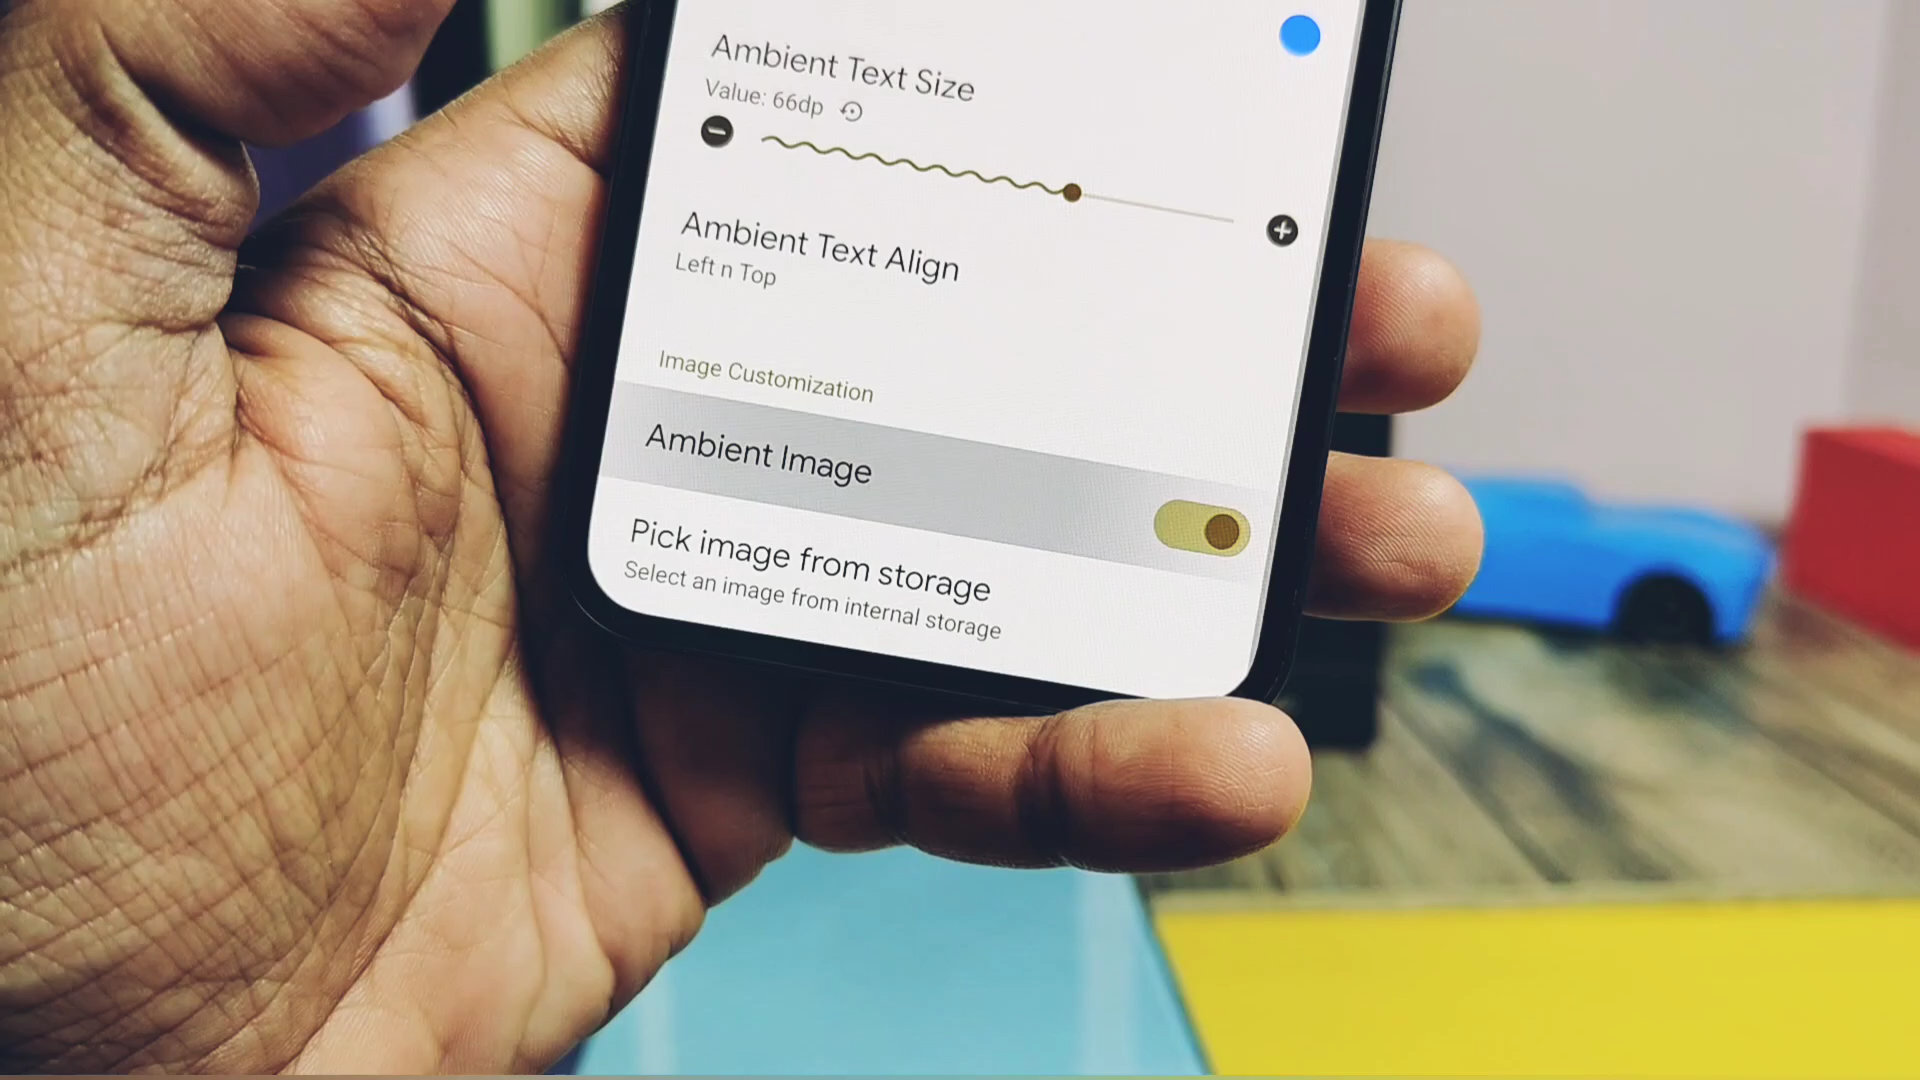 Ambient Text Size
Value: 66dp
Ambient Text Align
Left n Top
Image Customization
Ambient Image
Pick image from storage
Select an image from internal storage